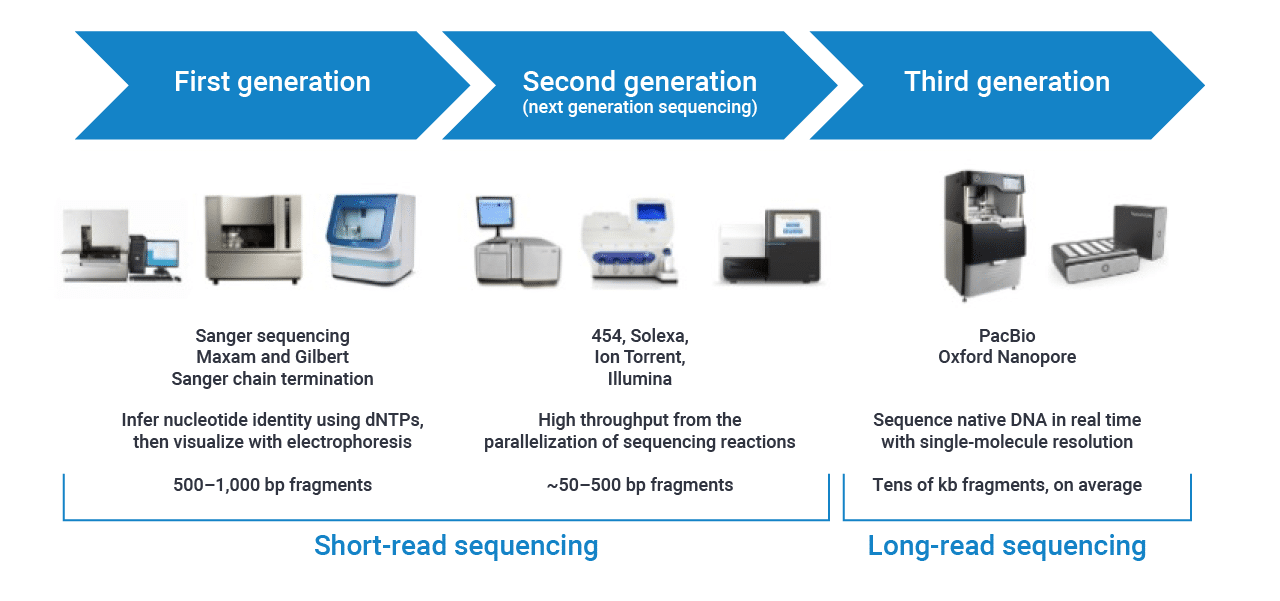 First generation
Second generation
(next generation sequencing)
Third generation
Sanger sequencing
Maxam and Gilbert
Sanger chain termination
454, Solexa,
Ion Torrent,
Illumina
PacBio
Oxford Nanopore
Infer nucleotide identity using dNTPs,
then visualize with electrophoresis
High throughput from the
parallelization of sequencing reactions
Sequence native DNA in real time
with single-molecule resolution
500–1,000 bp fragments
~50–500 bp fragments
Tens of kb fragments, on average
Short-read sequencing
Long-read sequencing